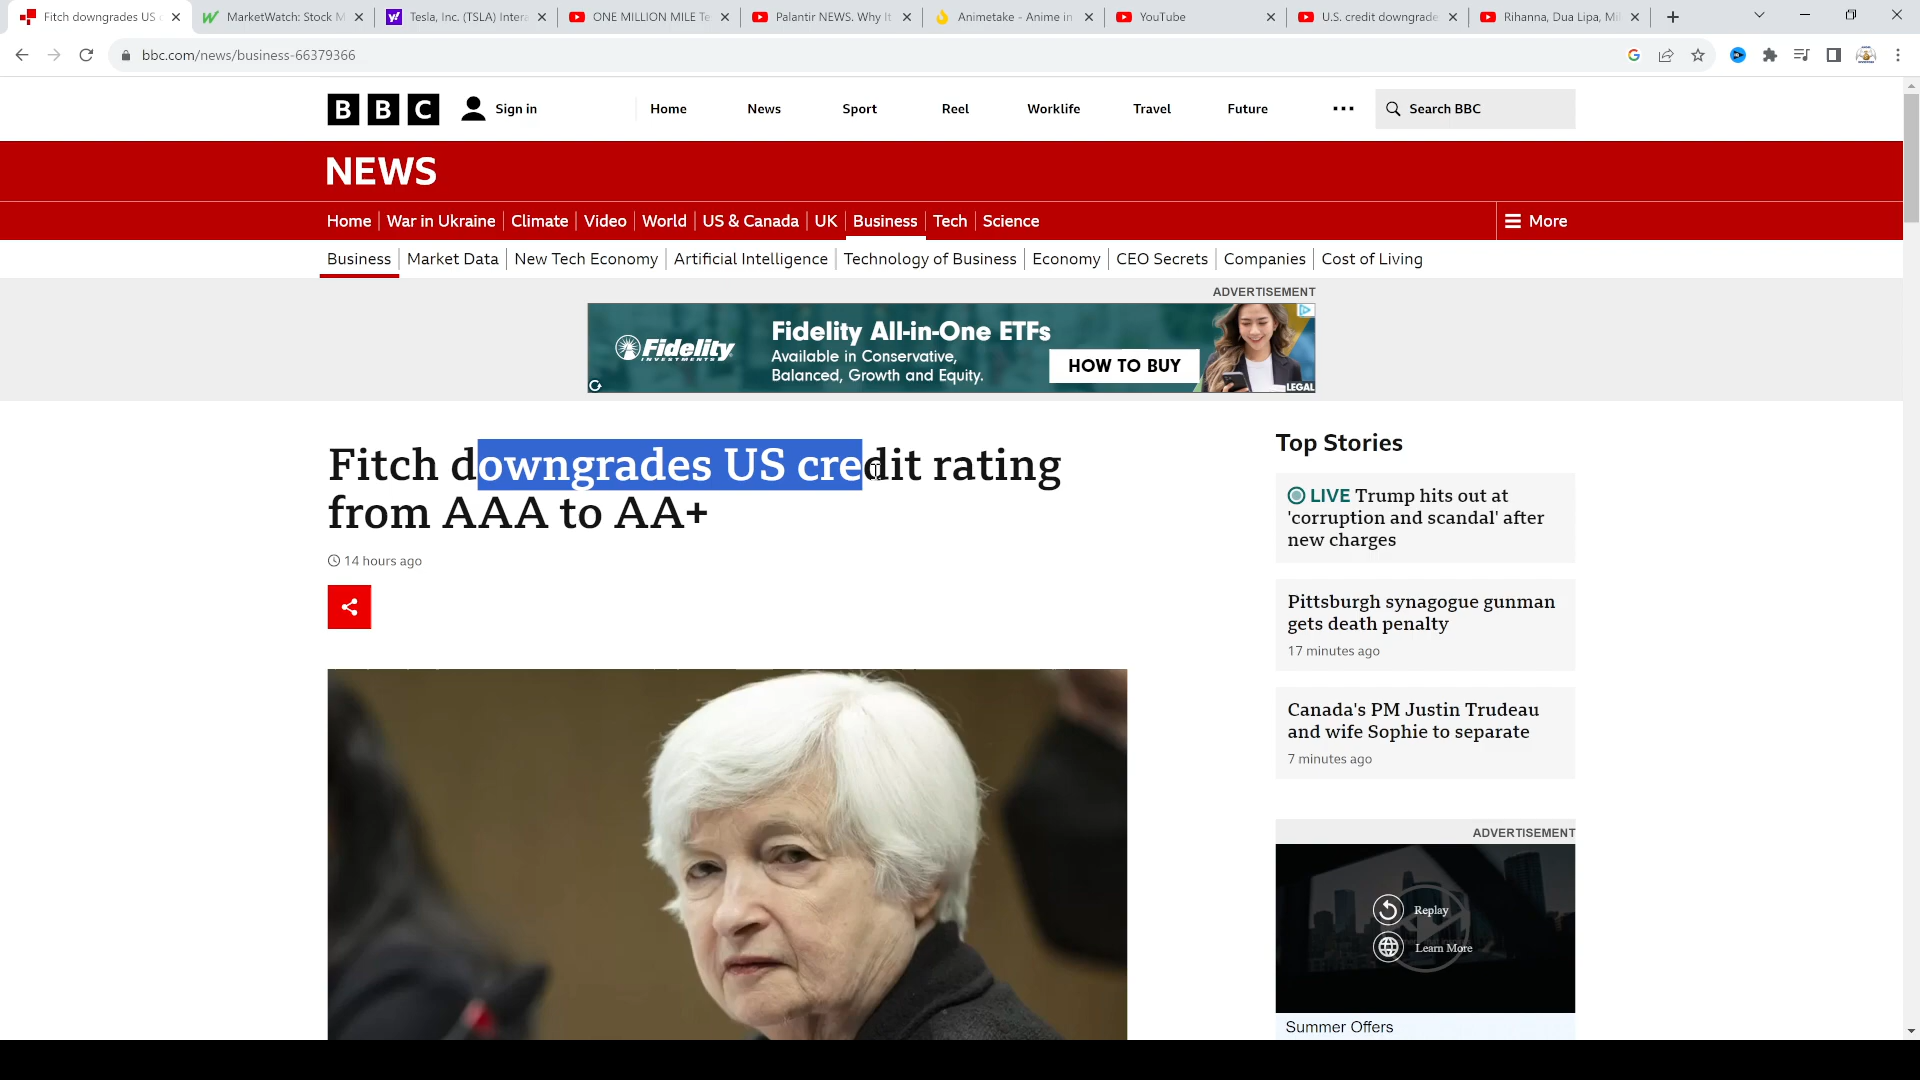 Fitch downgrades US c
MarketWatch: Stock M
Tesla, Inc. (TSLA) Intera
ONE MILLION MILE Te
Palantir NEWS. Why It
Animetake - Anime in
YouTube
U.S. credit downgrade
Rihanna, Dua Lipa, Mil
bbc.com/news/business-66379366
BBC
Sign in
Home
News
Sport
Reel
Worklife
Travel
Future
Search BBC
NEWS
Home
War in Ukraine
Climate
Video
World
US & Canada
UK
Business
Tech
Science
More
Business
Market Data
New Tech Economy
Artificial Intelligence
Technology of Business
Economy
CEO Secrets
Companies
Cost of Living
ADVERTISEMENT
Fidelity
INVESTMENTS
Fidelity All-in-One ETFs
Available in Conservative,
Balanced, Growth and Equity.
HOW TO BUY
LEGAL
Fitch downgrades US credit rating
from AAA to AA+
14 hours ago
Top Stories
LIVE Trump hits out at
'corruption and scandal' after
new charges
Pittsburgh synagogue gunman
gets death penalty
17 minutes ago
Canada's PM Justin Trudeau
and wife Sophie to separate
7 minutes ago
ADVERTISEMENT
Replay
Learn More
Summer Offers